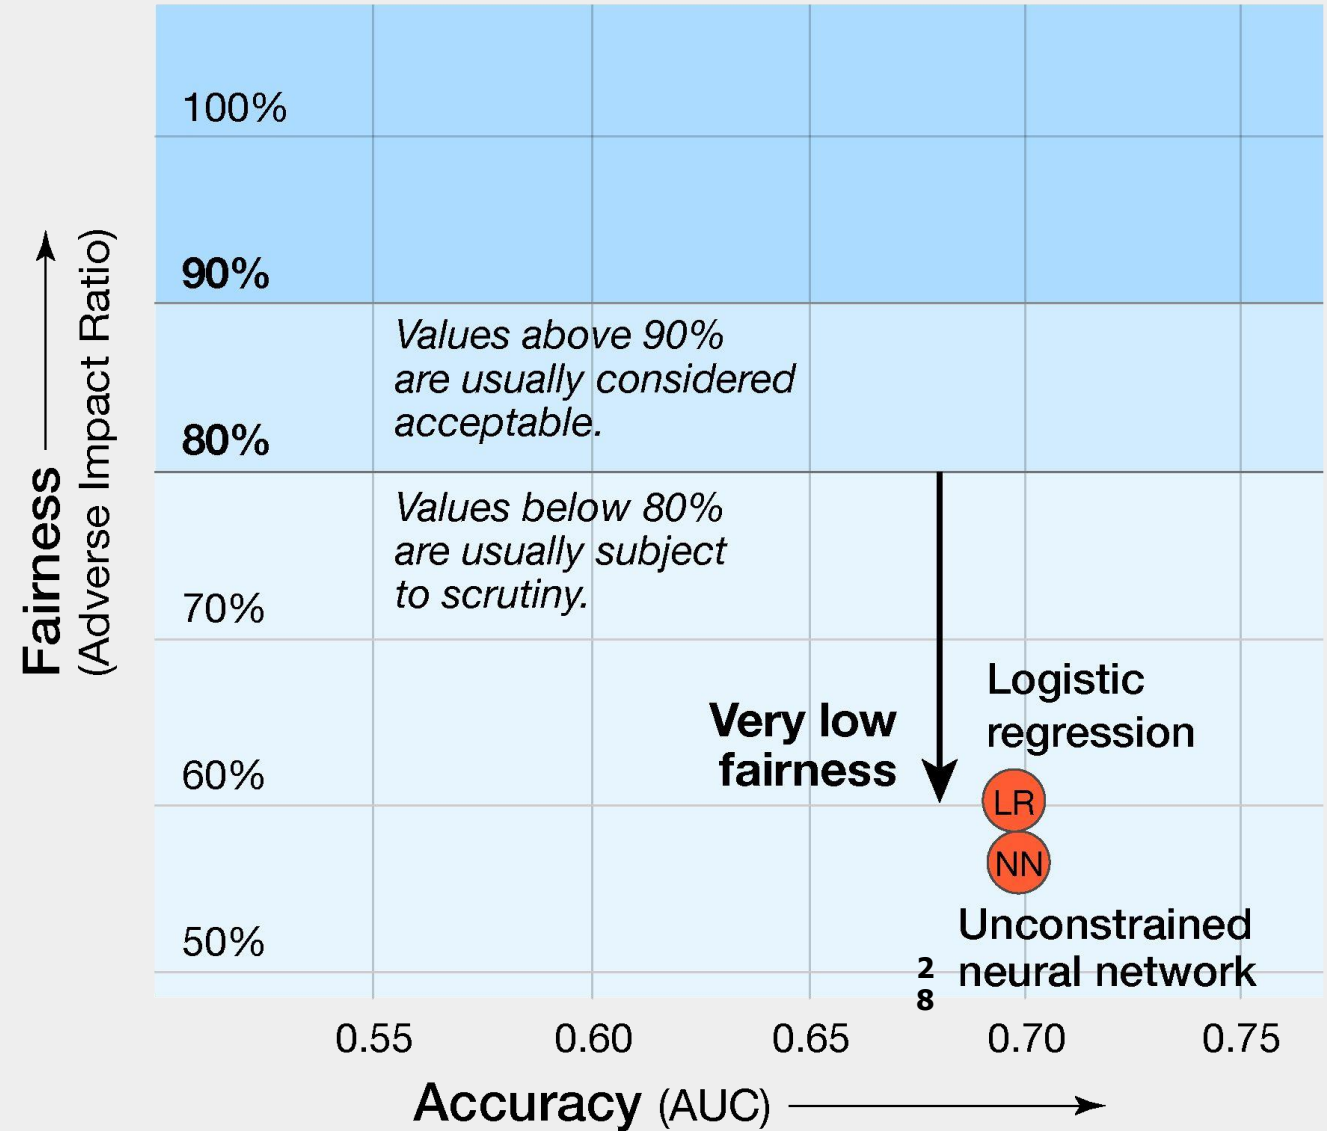 100%
90%
Values above 90%
are usually considered
acceptable.
80%
Values below 80%
are usually subject
to scrutiny.
70%
Logistic
regression
Very low
fairness
60%
LR
NN
Unconstrained
neural network
50%
2
8
0.55
0.60
0.65
0.70
0.75
Accuracy (AUC)
Fairness
(Adverse Impact Ratio)